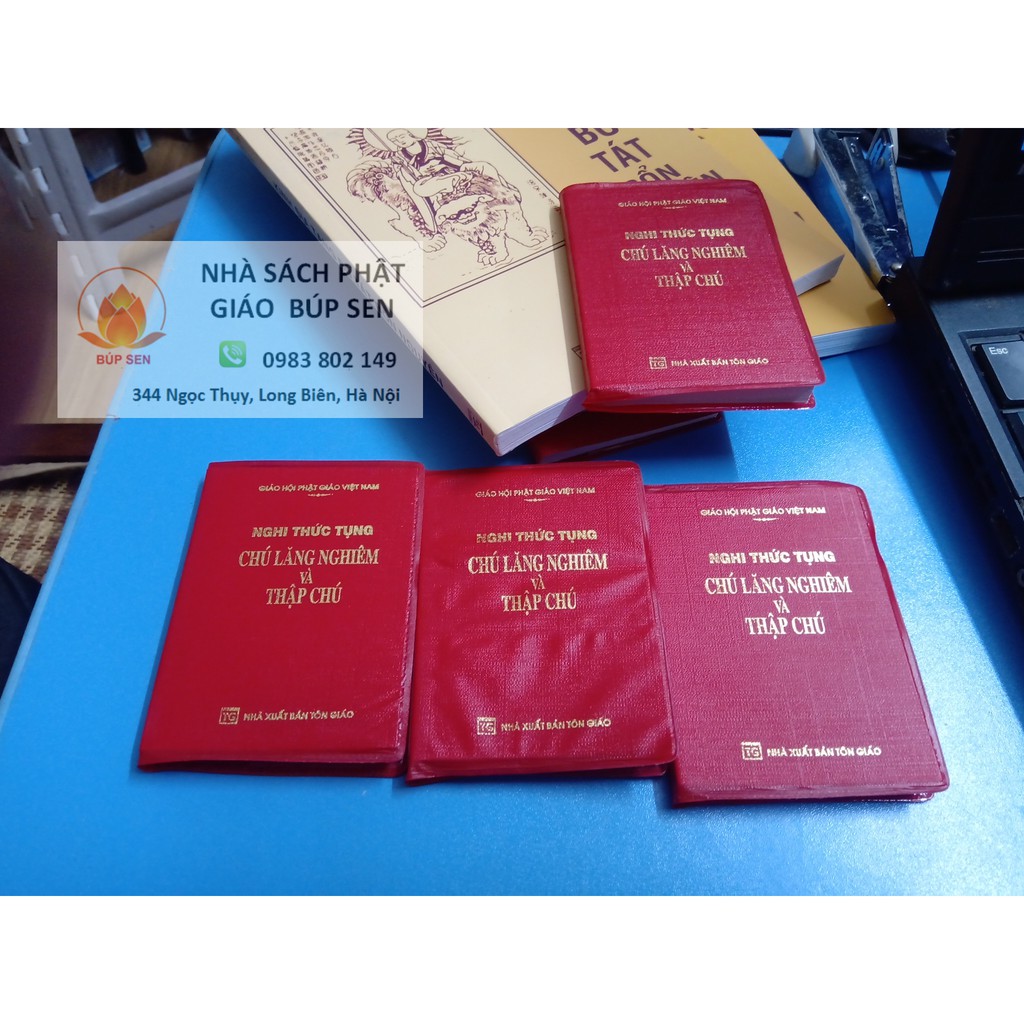 NHÀ SÁCH PHẬT
GIÁO BÚP SEN
BÚP SEN
0983 802 149
344 Ngọc Thụy, Long Biên, Hà Nội
TÁT
GIÁO HỘI PHẬT GIÁO VIỆT NAM
NGHI THỨC TỤNG
CHÚ LĂNG NGHIÊM
VÀ
THẬP CHÚ
TG NHÀ XUẤT BẢN TÔN GIÁO
Esc
GIÁO HỘI PHẬT GIÁO VIỆT NAM
NGHI THỨC TỤNG
CHÚ LĂNG NGHIÊM
VÀ
THẬP CHÚ
TG NHÀ XUẤT BẢN TÔN GIÁO
GIÁO HỘI PHẬT GIÁO VIỆT NAM
NGHI THỨC TỤNG
CHÚ LĂNG NGHIÊM
VÀ
THẬP CHÚ
TG NHÀ XUẤT BẢN TÔN GIÁO
GIÁO HỘI PHẬT GIÁO VIỆT NAM
NGHI THỨC TỤNG
CHÚ LĂNG NGHIÊM
VÀ
THẬP CHÚ
TG NHÀ XUẤT BẢN TÔN GIÁO